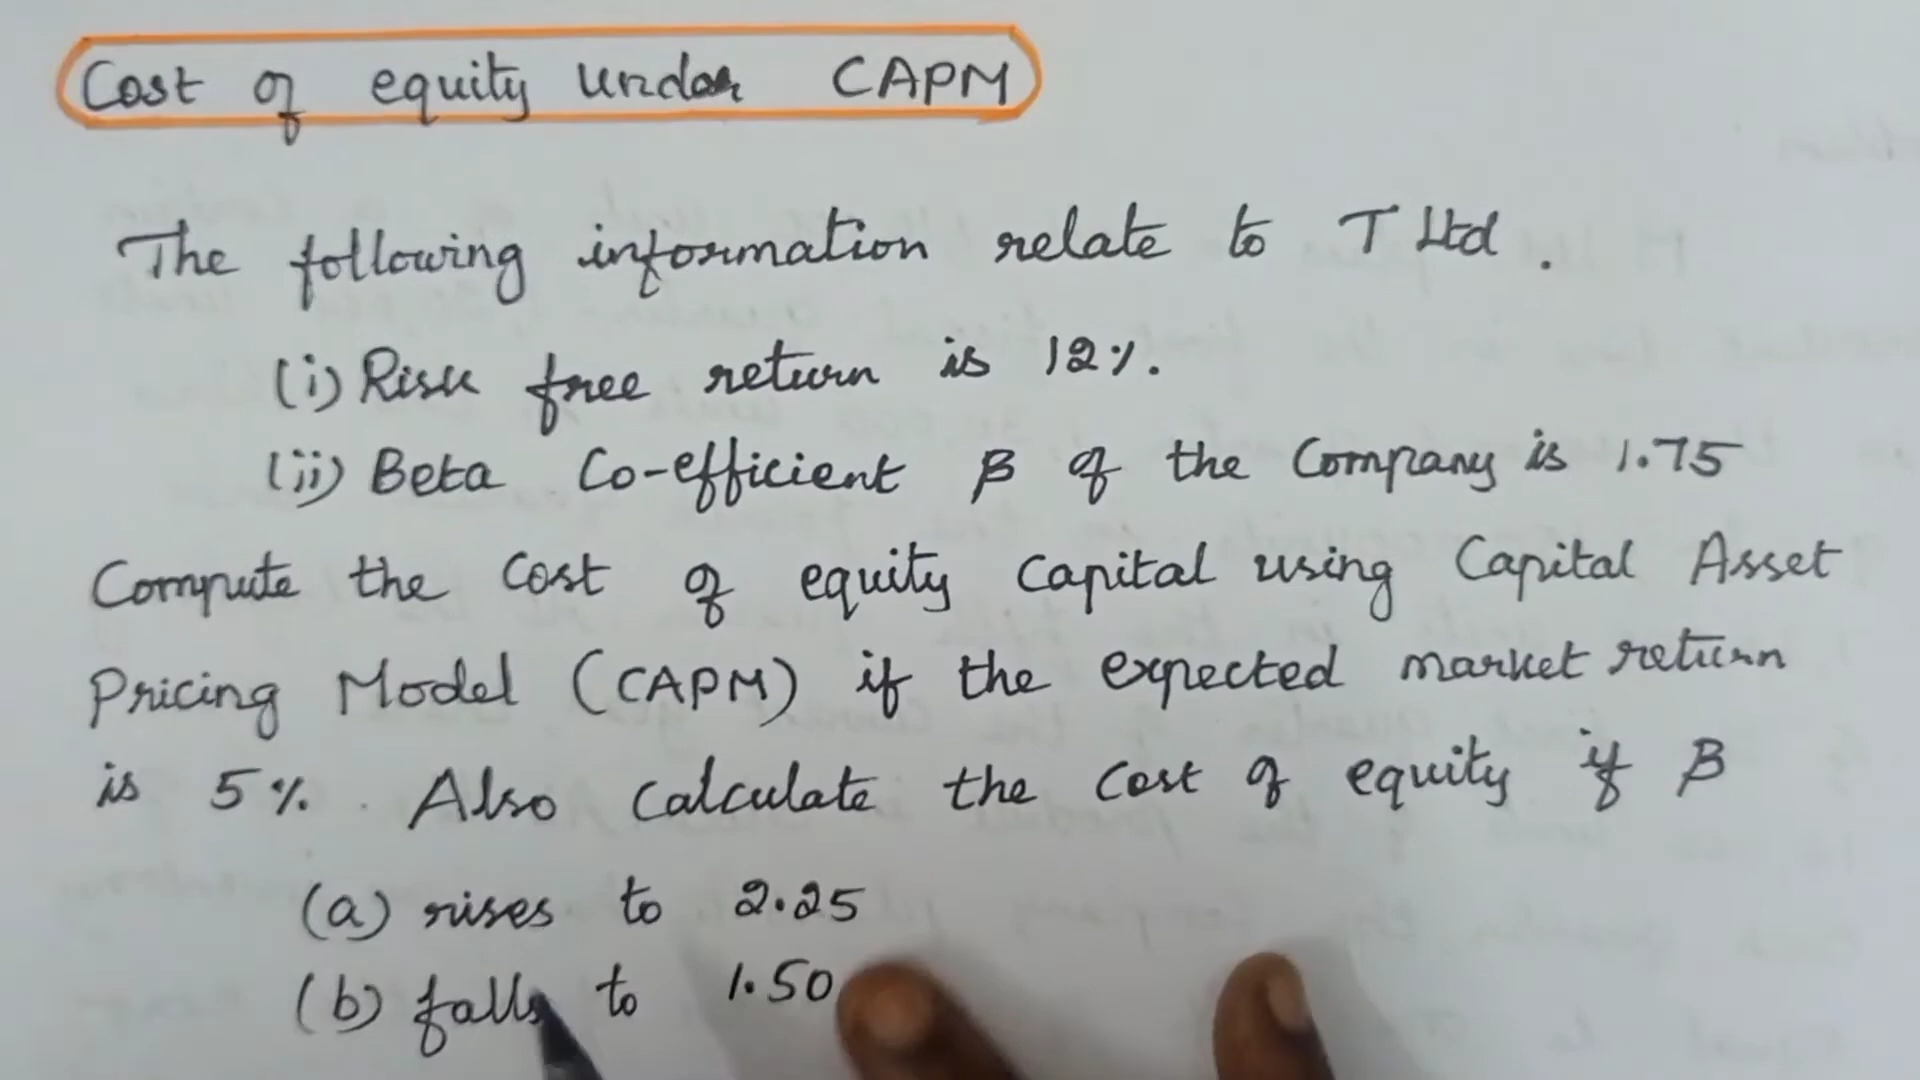 Cost of equity under CAPM
The following information relate to T Ltd.
(i) Risk free return is 12%.
(ii) Beta Co-efficient β of the Company is 1.75
Compute the cost of equity capital using Capital Asset
Pricing Model (CAPM) if the expected market return
is 5%. Also calculate the cost of equity if β
(a) rises to 2.25
(b) falls to 1.50